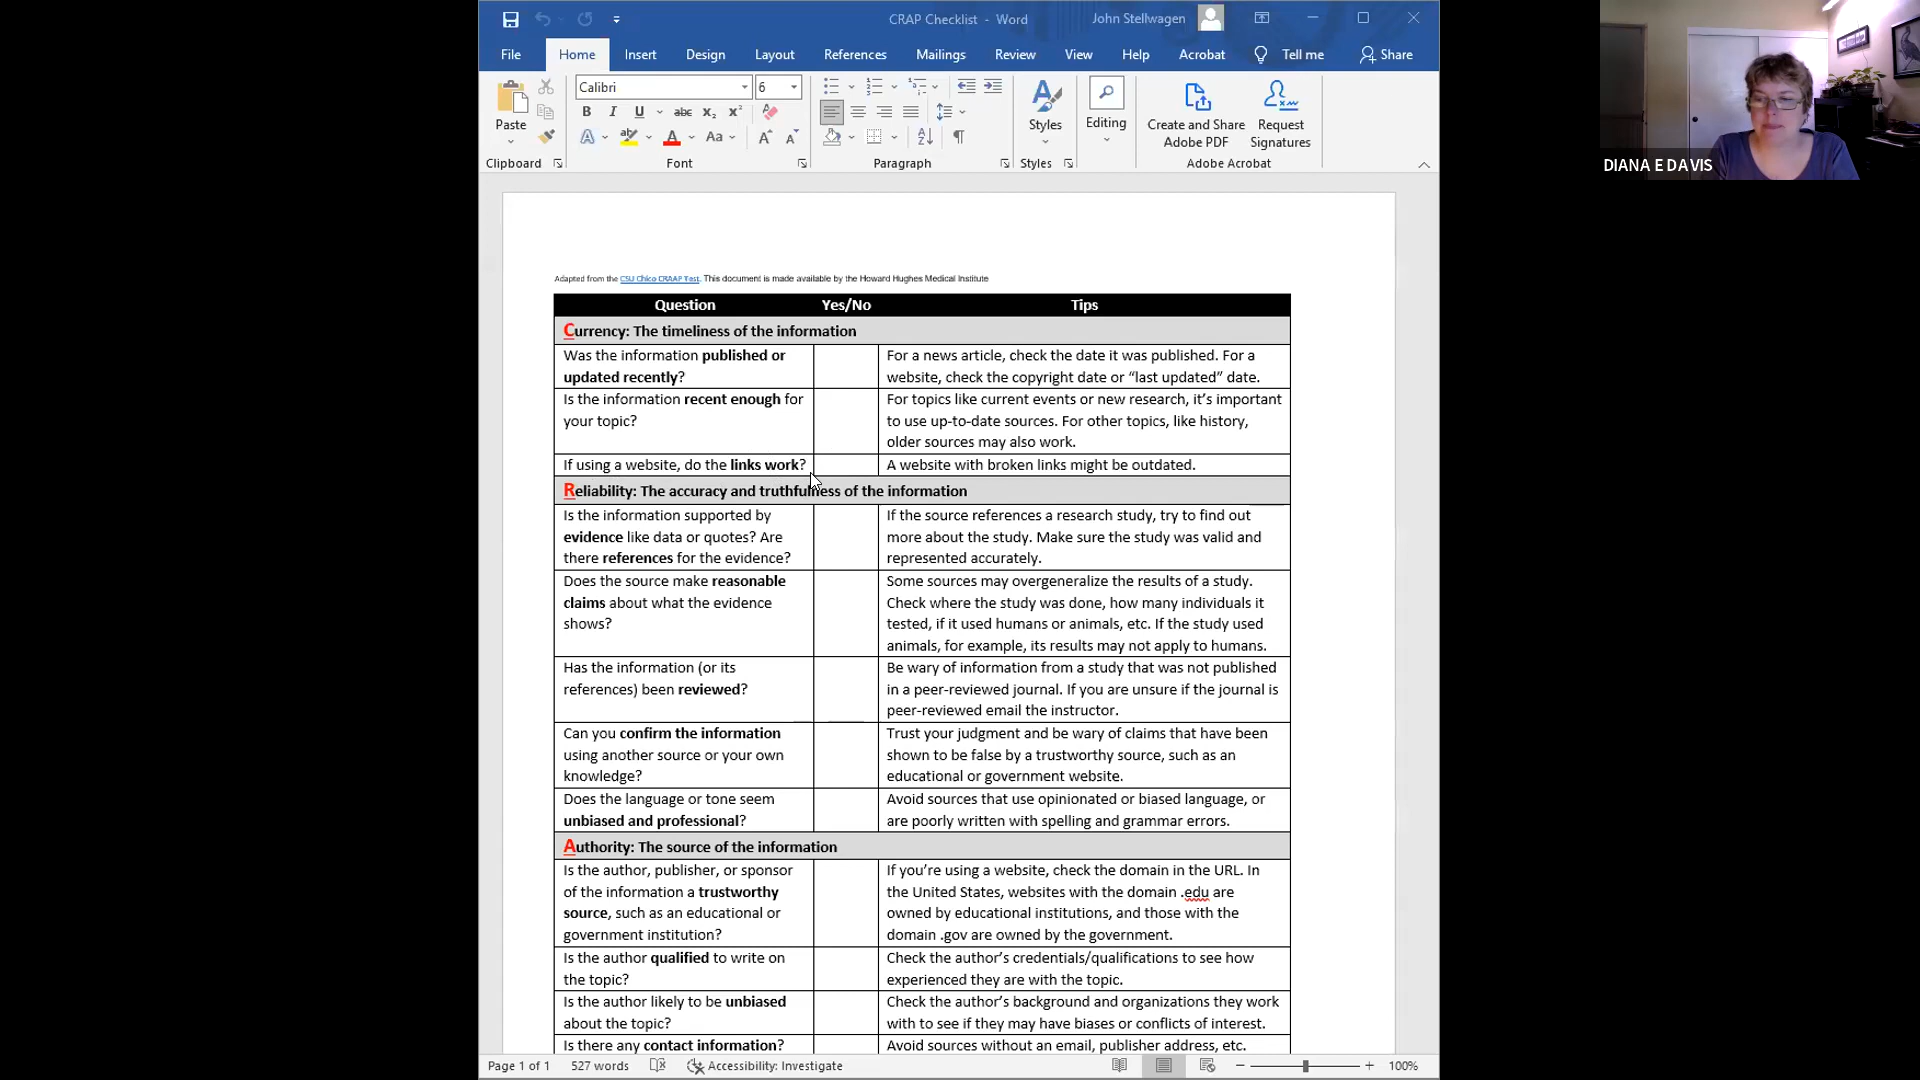 CRAP Checklist - Word
John Stellwagen
File Home Insert Design Layout References Mailings Review View Help Acrobat Tell me Share
Calibri 6
Paste
Styles
Editing
Create and Share Adobe PDF
Request Signatures
Clipboard Font Paragraph Styles Adobe Acrobat
DIANA E DAVIS
Adapted from the CSU Chico CRAAP Test. This document is made available by the Howard Hughes Medical Institute
Question Yes/No Tips
Currency: The timeliness of the information
Was the information published or
updated recently?
For a news article, check the date it was published. For a
website, check the copyright date or “last updated” date.
Is the information recent enough for
your topic?
For topics like current events or new research, it’s important
to use up-to-date sources. For other topics, like history,
older sources may also work.
If using a website, do the links work?
A website with broken links might be outdated.
Reliability: The accuracy and truthfulness of the information
Is the information supported by
evidence like data or quotes? Are
there references for the evidence?
If the source references a research study, try to find out
more about the study. Make sure the study was valid and
represented accurately.
Does the source make reasonable
claims about what the evidence
shows?
Some sources may overgeneralize the results of a study.
Check where the study was done, how many individuals it
tested, if it used humans or animals, etc. If the study used
animals, for example, its results may not apply to humans.
Has the information (or its
references) been reviewed?
Be wary of information from a study that was not published
in a peer-reviewed journal. If you are unsure if the journal is
peer-reviewed email the instructor.
Can you confirm the information
using another source or your own
knowledge?
Trust your judgment and be wary of claims that have been
shown to be false by a trustworthy source, such as an
educational or government website.
Does the language or tone seem
unbiased and professional?
Avoid sources that use opinionated or biased language, or
are poorly written with spelling and grammar errors.
Authority: The source of the information
Is the author, publisher, or sponsor
of the information a trustworthy
source, such as an educational or
government institution?
If you’re using a website, check the domain in the URL. In
the United States, websites with the domain .edu are
owned by educational institutions, and those with the
domain .gov are owned by the government.
Is the author qualified to write on
the topic?
Check the author’s credentials/qualifications to see how
experienced they are with the topic.
Is the author likely to be unbiased
about the topic?
Check the author’s background and organizations they work
with to see if they may have biases or conflicts of interest.
Is there any contact information?
Avoid sources without an email, publisher address, etc.
Page 1 of 1 527 words Accessibility: Investigate 100%